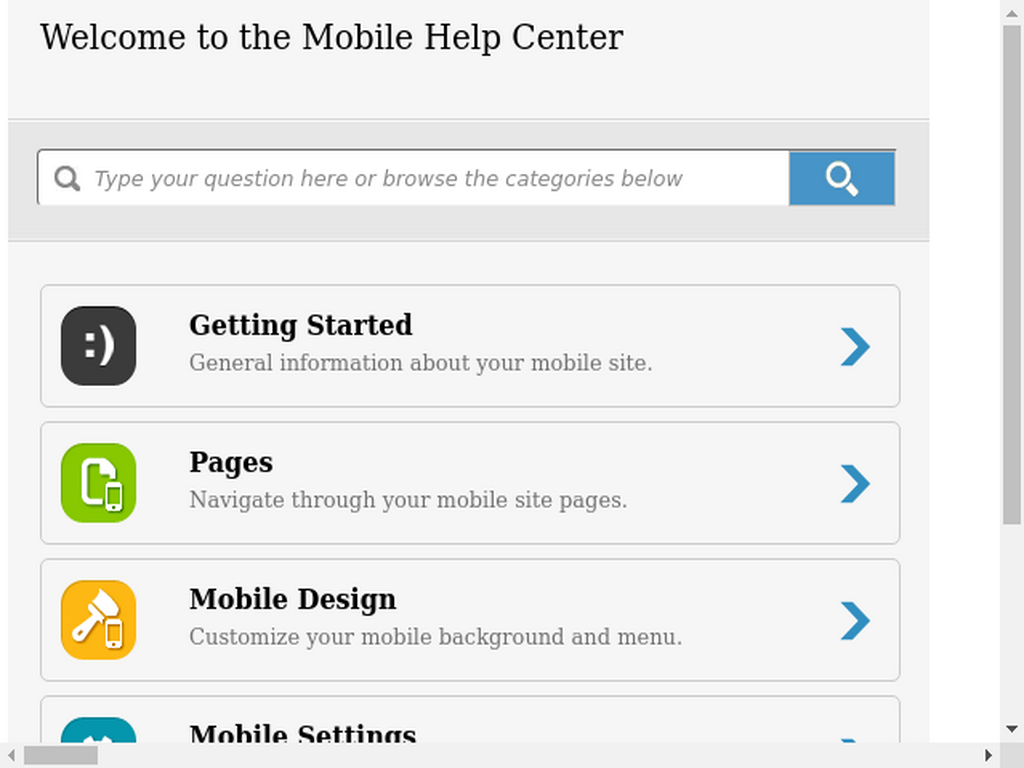 Welcome to the Mobile Help Center
Type your question here or browse the categories below
:)
Getting Started
General information about your mobile site.
Pages
Navigate through your mobile site pages.
Mobile Design
Customize your mobile background and menu.
Mobile Settings